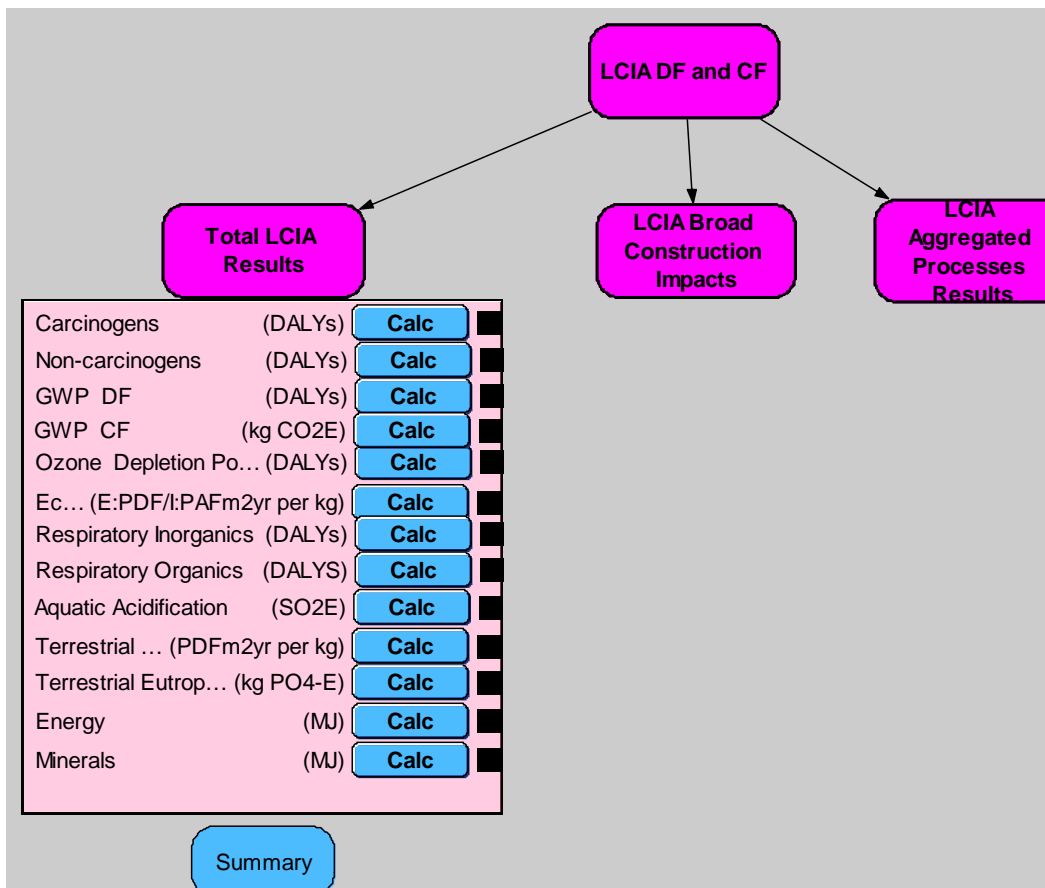 LCIA DF and CF
Total LCIA
Results
LCIA Broad
Construction
Impacts
LCIA
Aggregated
Processes
Results
Carcinogens (DALYs) Calc
Non-carcinogens (DALYs) Calc
GWP DF (DALYs) Calc
GWP CF (kg CO2E) Calc
Ozone Depletion Po... (DALYs) Calc
Ec... (E:PDF/I:PAFm2yr per kg) Calc
Respiratory Inorganics (DALYs) Calc
Respiratory Organics (DALYS) Calc
Aquatic Acidification (SO2E) Calc
Terrestrial ... (PDFm2yr per kg) Calc
Terrestrial Eutrop... (kg PO4-E) Calc
Energy (MJ) Calc
Minerals (MJ) Calc
Summary